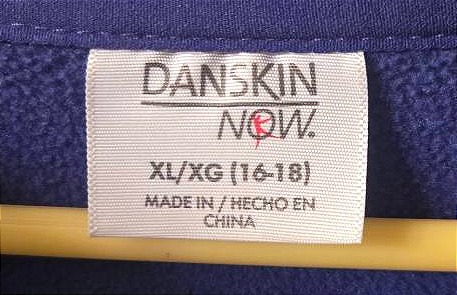 DANSKIN
NOW.
XL/XG (16-18)
MADE IN / HECHO EN
CHINA